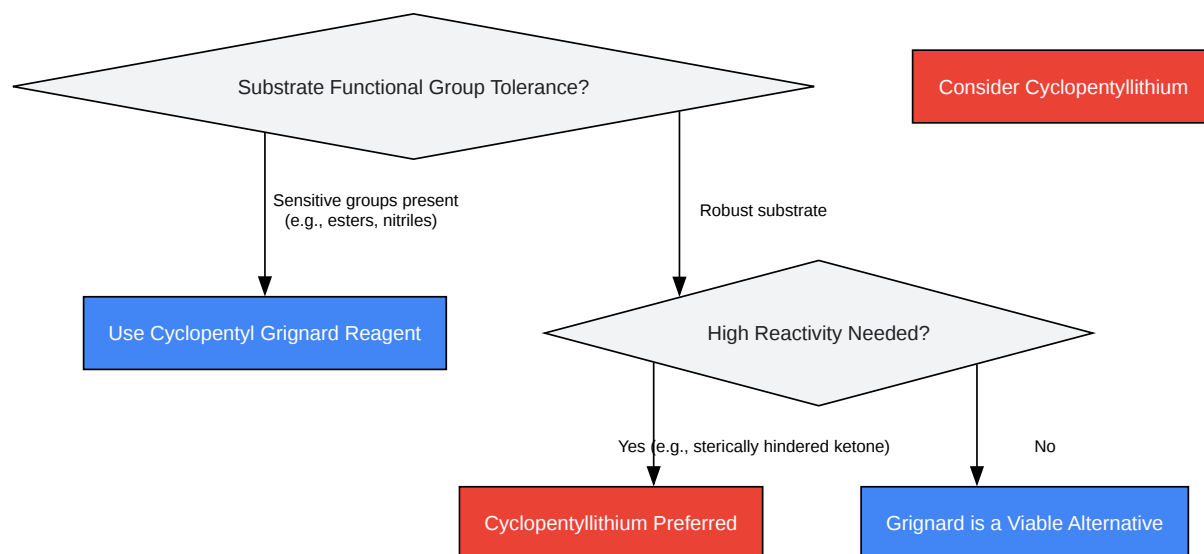 Substrate Functional Group Tolerance?
Consider Cyclopentyllithium
Sensitive groups present
(e.g., esters, nitriles)
Robust substrate
Use Cyclopentyl Grignard Reagent
High Reactivity Needed?
Yes (e.g., sterically hindered ketone)
No
Cyclopentyllithium Preferred
Grignard is a Viable Alternative